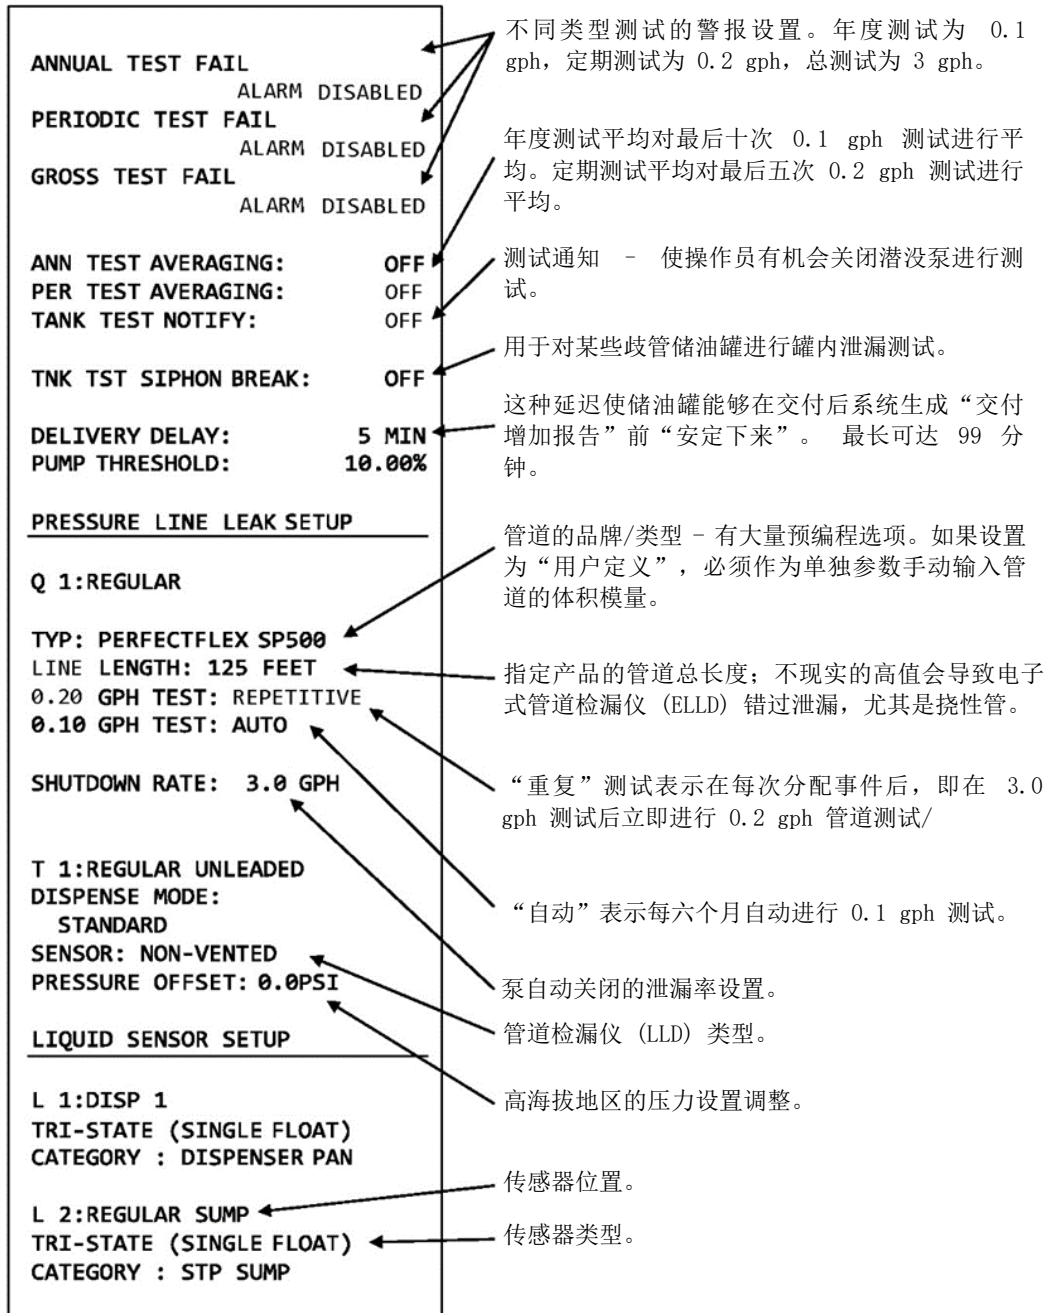 ANNUAL TEST FAIL
ALARM DISABLED
PERIODIC TEST FAIL
ALARM DISABLED
GROSS TEST FAIL
ALARM DISABLED
ANN TEST AVERAGING: OFF
PER TEST AVERAGING: OFF
TANK TEST NOTIFY: OFF
TNK TST SIPHON BREAK: OFF
DELIVERY DELAY: 5 MIN
PUMP THRESHOLD: 10.00%
PRESSURE LINE LEAK SETUP
Q 1:REGULAR
TYP: PERFECTFLEX SP500
LINE LENGTH: 125 FEET
0.20 GPH TEST: REPETITIVE
0.10 GPH TEST: AUTO
SHUTDOWN RATE: 3.0 GPH
T 1:REGULAR UNLEADED
DISPENSE MODE:
STANDARD
SENSOR: NON-VENTED
PRESSURE OFFSET: 0.0PSI
LIQUID SENSOR SETUP
L 1:DISP 1
TRI-STATE (SINGLE FLOAT)
CATEGORY : DISPENSER PAN
L 2:REGULAR SUMP
TRI-STATE (SINGLE FLOAT)
CATEGORY : STP SUMP
不同类型测试的警报设置。年度测试为 0.1
gph，定期测试为 0.2 gph，总测试为 3 gph。
年度测试平均对最后十次 0.1 gph 测试进行平
均。定期测试平均对最后五次 0.2 gph 测试进行
平均。
测试通知 - 使操作员有机会关闭潜没泵进行测
试。
用于对某些歧管储油罐进行罐内泄漏测试。
这种延迟使储油罐能够在交付后系统生成“交付
增加报告”前“安定下来”。 最长可达 99 分
钟。
管道的品牌/类型 - 有大量预编程选项。如果设置
为“用户定义”，必须作为单独参数手动输入管
道的体积模量。
指定产品的管道总长度；不现实的高值会导致电子
式管道检漏仪 (ELLD) 错过泄漏，尤其是挠性管。
“重复”测试表示在每次分配事件后，即在 3.0
gph 测试后立即进行 0.2 gph 管道测试/
“自动”表示每六个月自动进行 0.1 gph 测试。
泵自动关闭的泄漏率设置。
管道检漏仪 (LLD) 类型。
高海拔地区的压力设置调整。
传感器位置。
传感器类型。